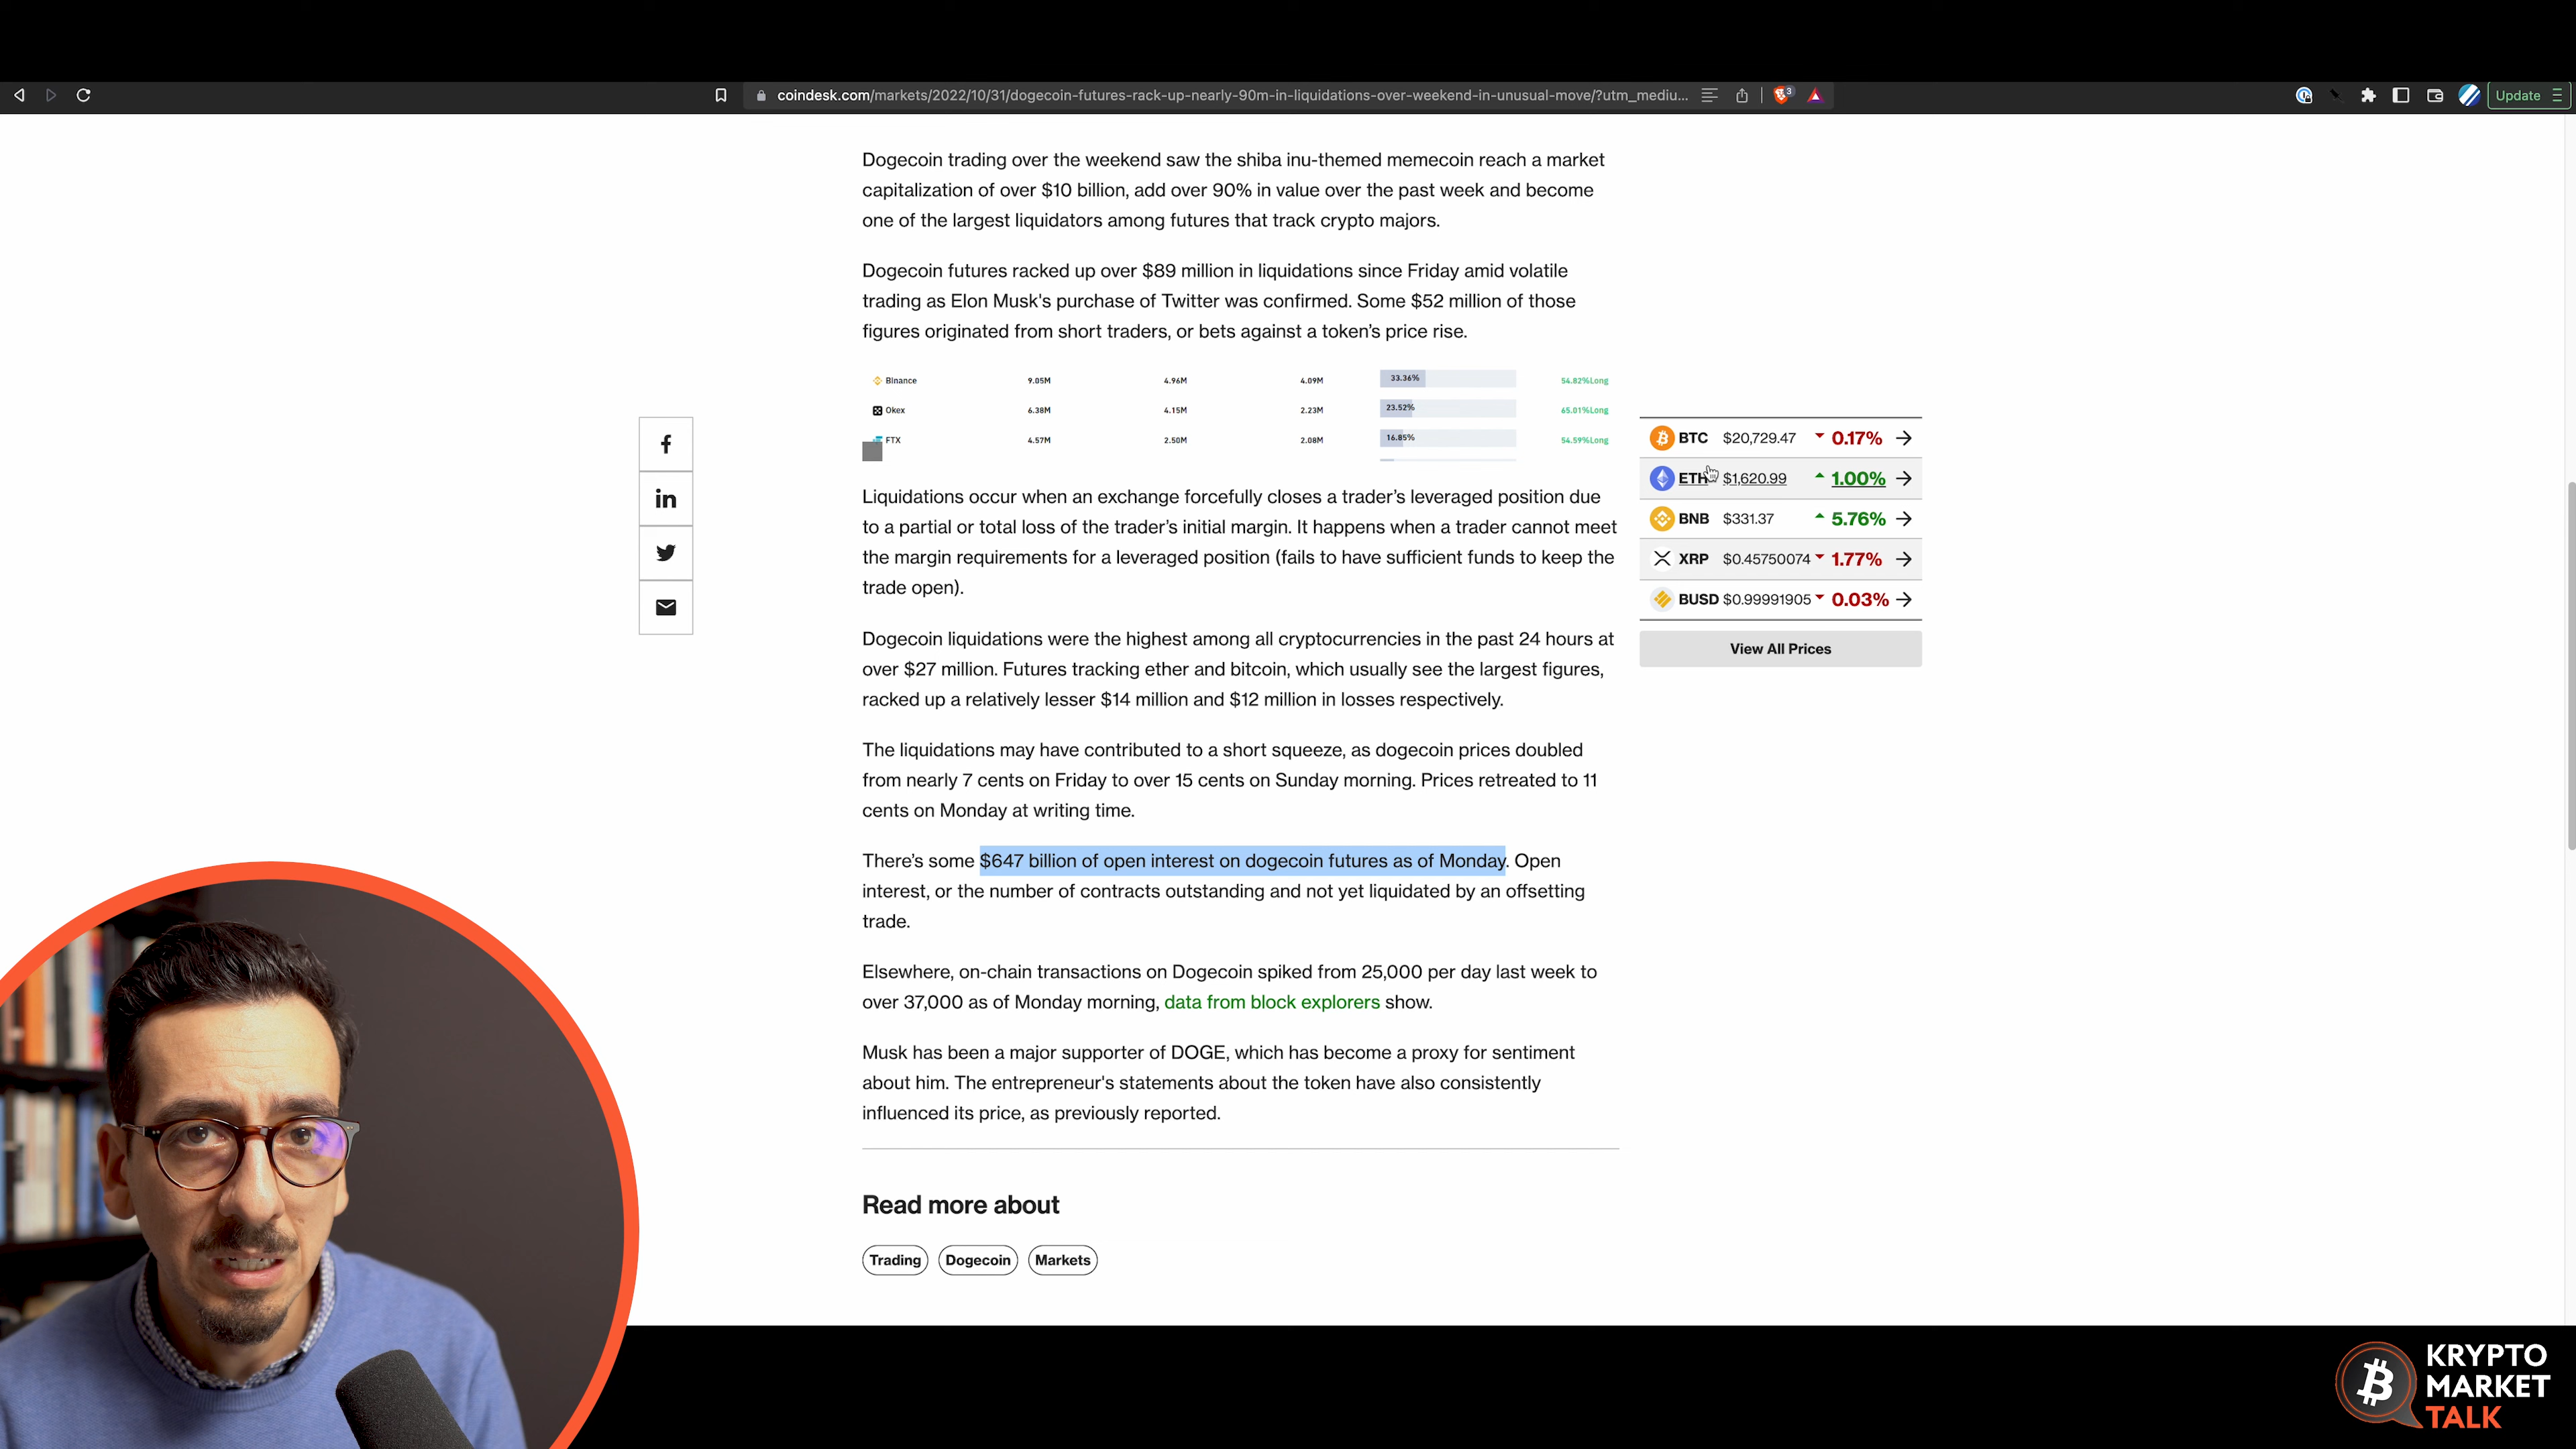 coindesk.com/markets/2022/10/31/dogecoin-futures-rack-up-nearly-90m-in-liquidations-over-weekend-in-unusual-move/?utm_mediu...
3
Update
Dogecoin trading over the weekend saw the shiba inu-themed memecoin reach a market
capitalization of over $10 billion, add over 90% in value over the past week and become
one of the largest liquidators among futures that track crypto majors.
Dogecoin futures racked up over $89 million in liquidations since Friday amid volatile
trading as Elon Musk's purchase of Twitter was confirmed. Some $52 million of those
figures originated from short traders, or bets against a token's price rise.
Binance 9.05M 4.96M 4.09M 33.36% 54.82%Long
Okex 6.38M 4.15M 2.23M 23.52% 65.01%Long
FTX 4.57M 2.50M 2.08M 16.85% 54.59%Long
Liquidations occur when an exchange forcefully closes a trader's leveraged position due
to a partial or total loss of the trader's initial margin. It happens when a trader cannot meet
the margin requirements for a leveraged position (fails to have sufficient funds to keep the
trade open).
Dogecoin liquidations were the highest among all cryptocurrencies in the past 24 hours at
over $27 million. Futures tracking ether and bitcoin, which usually see the largest figures,
racked up a relatively lesser $14 million and $12 million in losses respectively.
The liquidations may have contributed to a short squeeze, as dogecoin prices doubled
from nearly 7 cents on Friday to over 15 cents on Sunday morning. Prices retreated to 11
cents on Monday at writing time.
There's some $647 billion of open interest on dogecoin futures as of Monday. Open
interest, or the number of contracts outstanding and not yet liquidated by an offsetting
trade.
Elsewhere, on-chain transactions on Dogecoin spiked from 25,000 per day last week to
over 37,000 as of Monday morning, data from block explorers show.
Musk has been a major supporter of DOGE, which has become a proxy for sentiment
about him. The entrepreneur's statements about the token have also consistently
influenced its price, as previously reported.
Read more about
Trading Dogecoin Markets
BTC $20,729.47 0.17%
ETH $1,620.99 1.00%
BNB $331.37 5.76%
XRP $0.45750074 1.77%
BUSD $0.99991905 0.03%
View All Prices
KRYPTO
MARKET
TALK